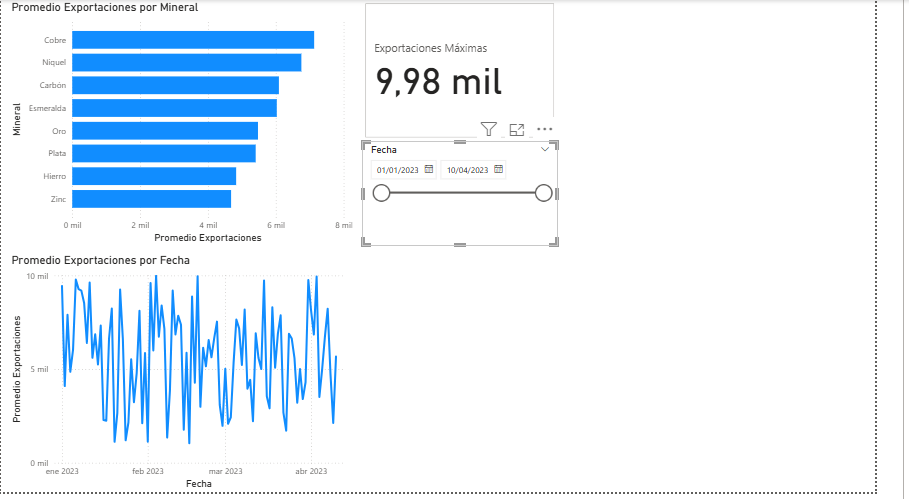 Promedio Exportaciones por Mineral
Mineral
Cobre
Niquel
Carbón
Esmeralda
Oro
Plata
Hierro
Zinc
0 mil
2 mil
4 mil
6 mil
8 mil
Promedio Exportaciones
Exportaciones Máximas
9,98 mil
Fecha
01/01/2023
10/04/2023
Promedio Exportaciones por Fecha
Promedio Exportaciones
10 mil
5 mil
0 mil
ene 2023
feb 2023
mar 2023
abr 2023
Fecha